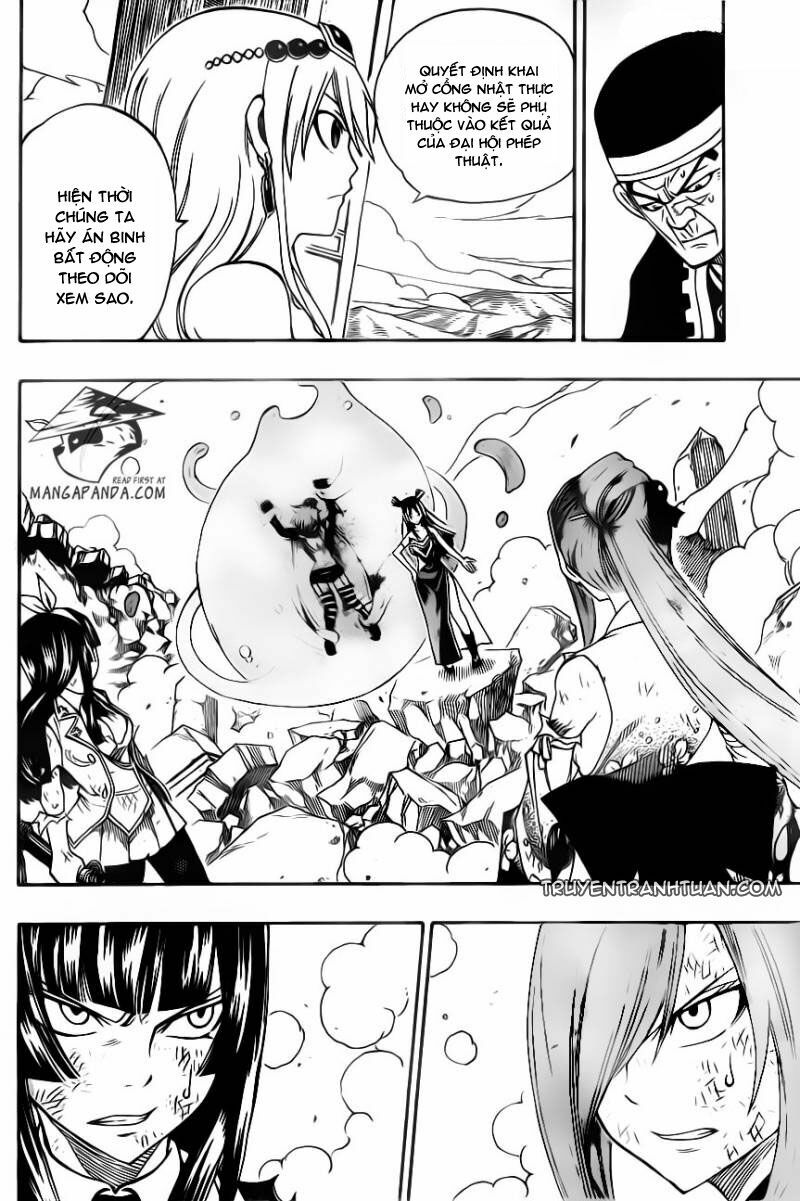 QUYẾT ĐỊNH KHAI
MỞ CỔNG NHẬT THỰC
HAY KHÔNG SẼ PHỤ
THUỘC VÀO KẾT QUẢ
CỦA ĐẠI HỘI PHÉP
THUẬT.
HIỆN THỜI
CHÚNG TA
HÃY ÁN BINH
BẤT ĐỘNG
THEO DÕI
XEM SAO.
READ FIRST AT
MANGAPANDA.COM
TRUYENTRANHTUAN.COM